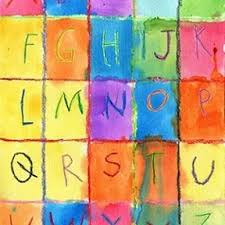 F G H I J K
L M N O P
Q R S T U